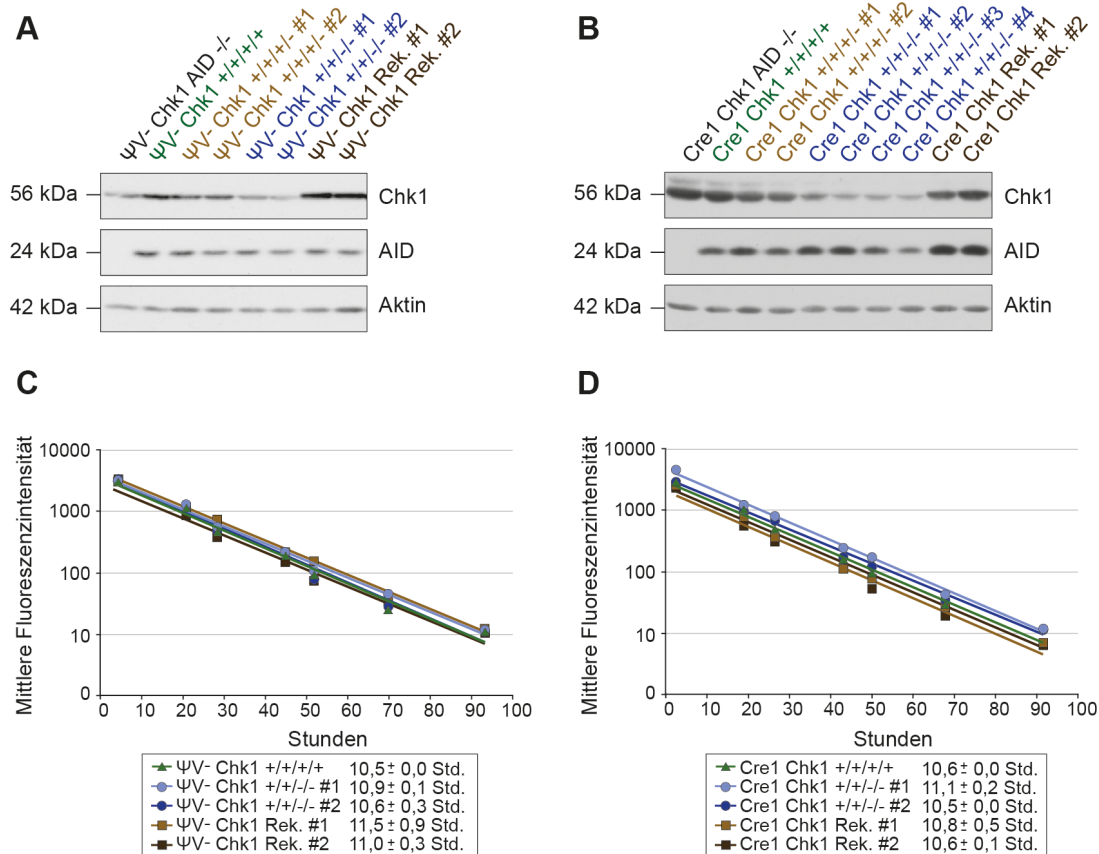 A
ΨV- Chk1 AID -/-
ΨV- Chk1 +/+/+/+
ΨV- Chk1 +/+/+/- #1
ΨV- Chk1 +/+/+/- #2
ΨV- Chk1 +/+/-/- #1
ΨV- Chk1 +/+/-/- #2
ΨV- Chk1 Rek. #1
ΨV- Chk1 Rek. #2
56 kDa
Chk1
24 kDa
AID
42 kDa
Aktin
B
Cre1 Chk1 AID -/-
Cre1 Chk1 +/+/+/+
Cre1 Chk1 +/+/+/- #1
Cre1 Chk1 +/+/+/- #2
Cre1 Chk1 +/+/-/- #1
Cre1 Chk1 +/+/-/- #2
Cre1 Chk1 +/+/-/- #3
Cre1 Chk1 +/+/-/- #4
Cre1 Chk1 Rek. #1
Cre1 Chk1 Rek. #2
56 kDa
Chk1
24 kDa
AID
42 kDa
Aktin
C
Mittlere Fluoreszenzintensität
10000
1000
100
10
0
0 10 20 30 40 50 60 70 80 90 100
Stunden
ΨV- Chk1 +/+/+/+ 10,5± 0,0 Std.
ΨV- Chk1 +/+/-/- #1 10,9± 0,1 Std.
ΨV- Chk1 +/+/-/- #2 10,6± 0,3 Std.
ΨV- Chk1 Rek. #1 11,5± 0,9 Std.
ΨV- Chk1 Rek. #2 11,0± 0,3 Std.
D
Mittlere Fluoreszenzintensität
10000
1000
100
10
0
0 10 20 30 40 50 60 70 80 90 100
Stunden
Cre1 Chk1 +/+/+/+ 10,6± 0,0 Std.
Cre1 Chk1 +/+/-/- #1 11,1± 0,2 Std.
Cre1 Chk1 +/+/-/- #2 10,5± 0,0 Std.
Cre1 Chk1 Rek. #1 10,8± 0,5 Std.
Cre1 Chk1 Rek. #2 10,6± 0,1 Std.